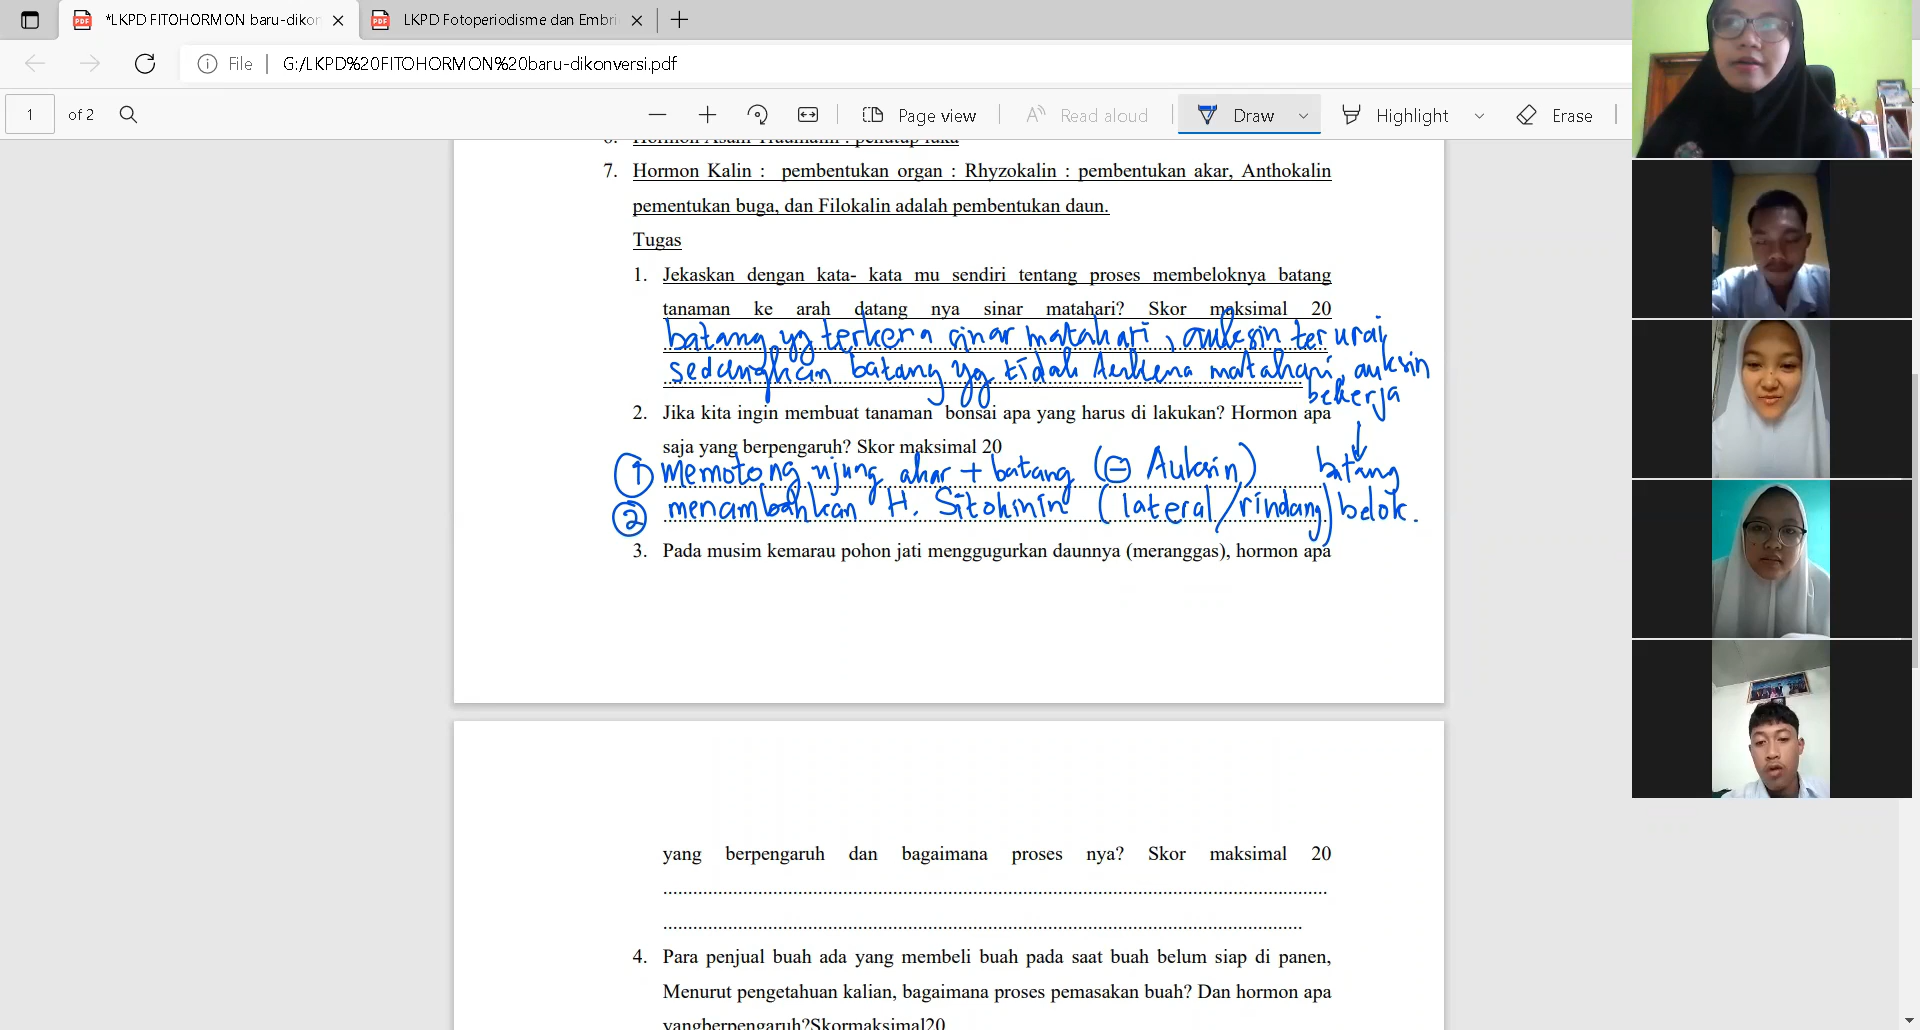 *LKPD FITOHORMON baru-dikon
LKPD Fotoperiodisme dan Embri
File
G:/LKPD%20FITOHORMON%20baru-dikonversi.pdf
1 of 2
Page view
Read aloud
Draw
Highlight
Erase
6. Hormon Asam Traumalin : penutup luka
7. Hormon Kalin : pembentukan organ : Rhyzokalin : pembentukan akar, Anthokalin
pementukan buga, dan Filokalin adalah pembentukan daun.
Tugas
1. Jekaskan dengan kata- kata mu sendiri tentang proses membeloknya batang
tanaman ke arah datang nya sinar matahari? Skor maksimal 20
batang yg terkena sinar matahari, auksin terurai
sedangkan batang yg tidak terkena matahari, auksin
bekerja
2. Jika kita ingin membuat tanaman bonsai apa yang harus di lakukan? Hormon apa
saja yang berpengaruh? Skor maksimal 20
① memotong ujung akar + batang (⊖ Auksin) batang
② menambahkan H. Sitokinin (lateral/rindang) belok.
3. Pada musim kemarau pohon jati menggugurkan daunnya (meranggas), hormon apa
yang berpengaruh dan bagaimana proses nya? Skor maksimal 20
4. Para penjual buah ada yang membeli buah pada saat buah belum siap di panen,
Menurut pengetahuan kalian, bagaimana proses pemasakan buah? Dan hormon apa
yangberpengaruh?Skormaksimal20